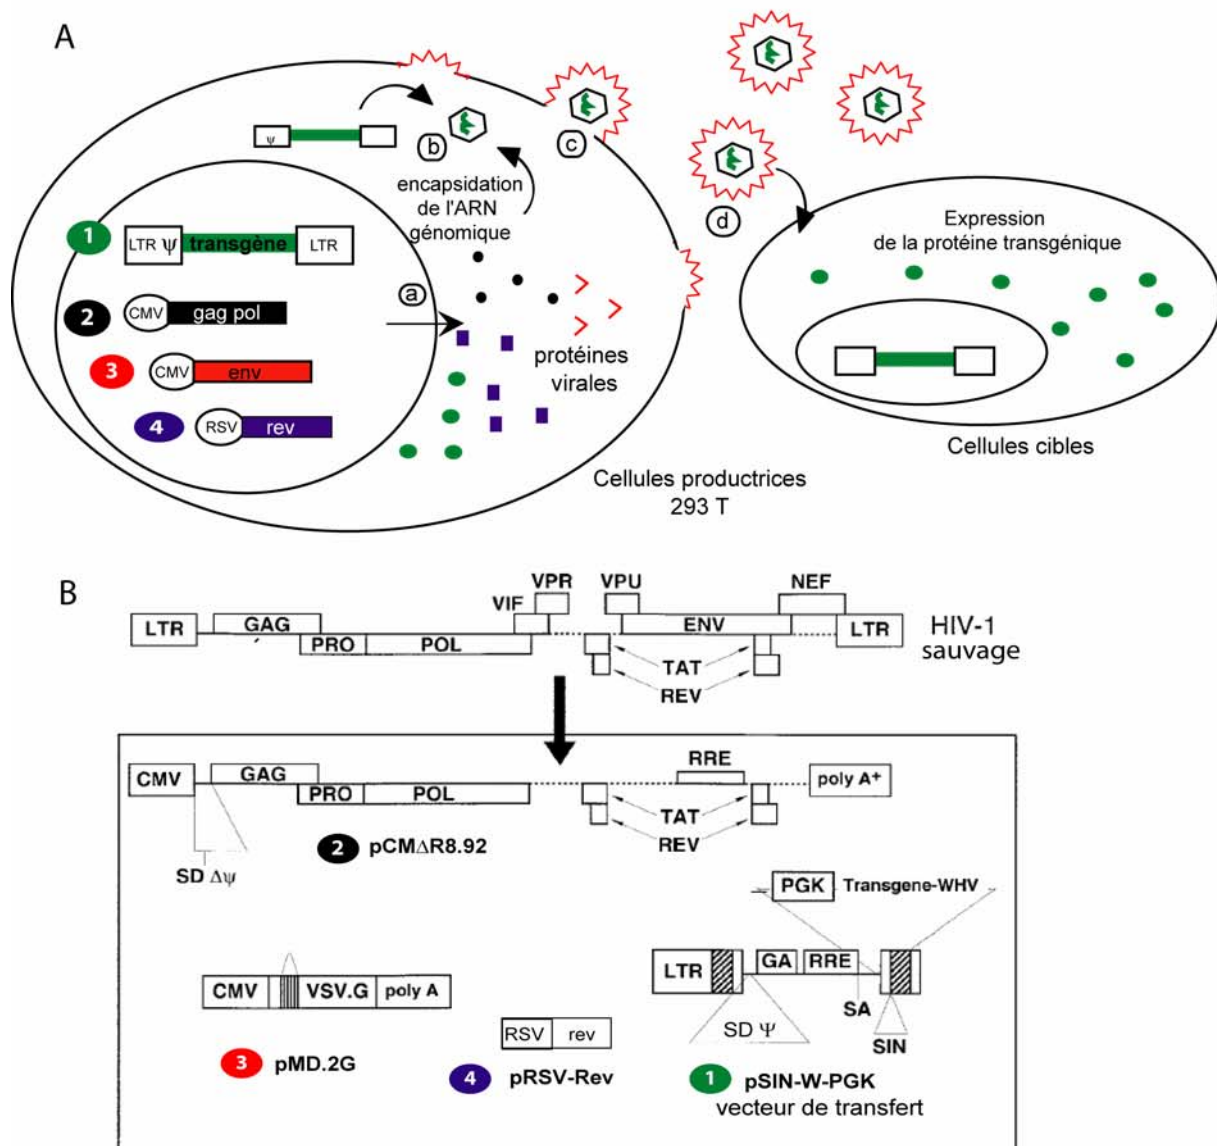 A
ψ
b
c
d
encapsidation
de l'ARN
génomique
1
LTR ψ transgène LTR
2
CMV gag pol
a
3
CMV env
4
RSV rev
protéines
virales
Cellules productrices
293 T
Expression
de la protéine transgénique
Cellules cibles
B
VPR VPU NEF
VIF
LTR GAG ENV LTR
PRO POL
HIV-1
sauvage
TAT
REV
RRE
CMV GAG poly A+
PRO POL
TAT
REV
2 pCMΔR8.92
SD Δψ
PGK Transgene-WHV
LTR GA RRE
SA
SD Ψ
SIN
CMV VSV.G poly A
RSV rev
3 pMD.2G
4 pRSV-Rev
1 pSIN-W-PGK
vecteur de transfert